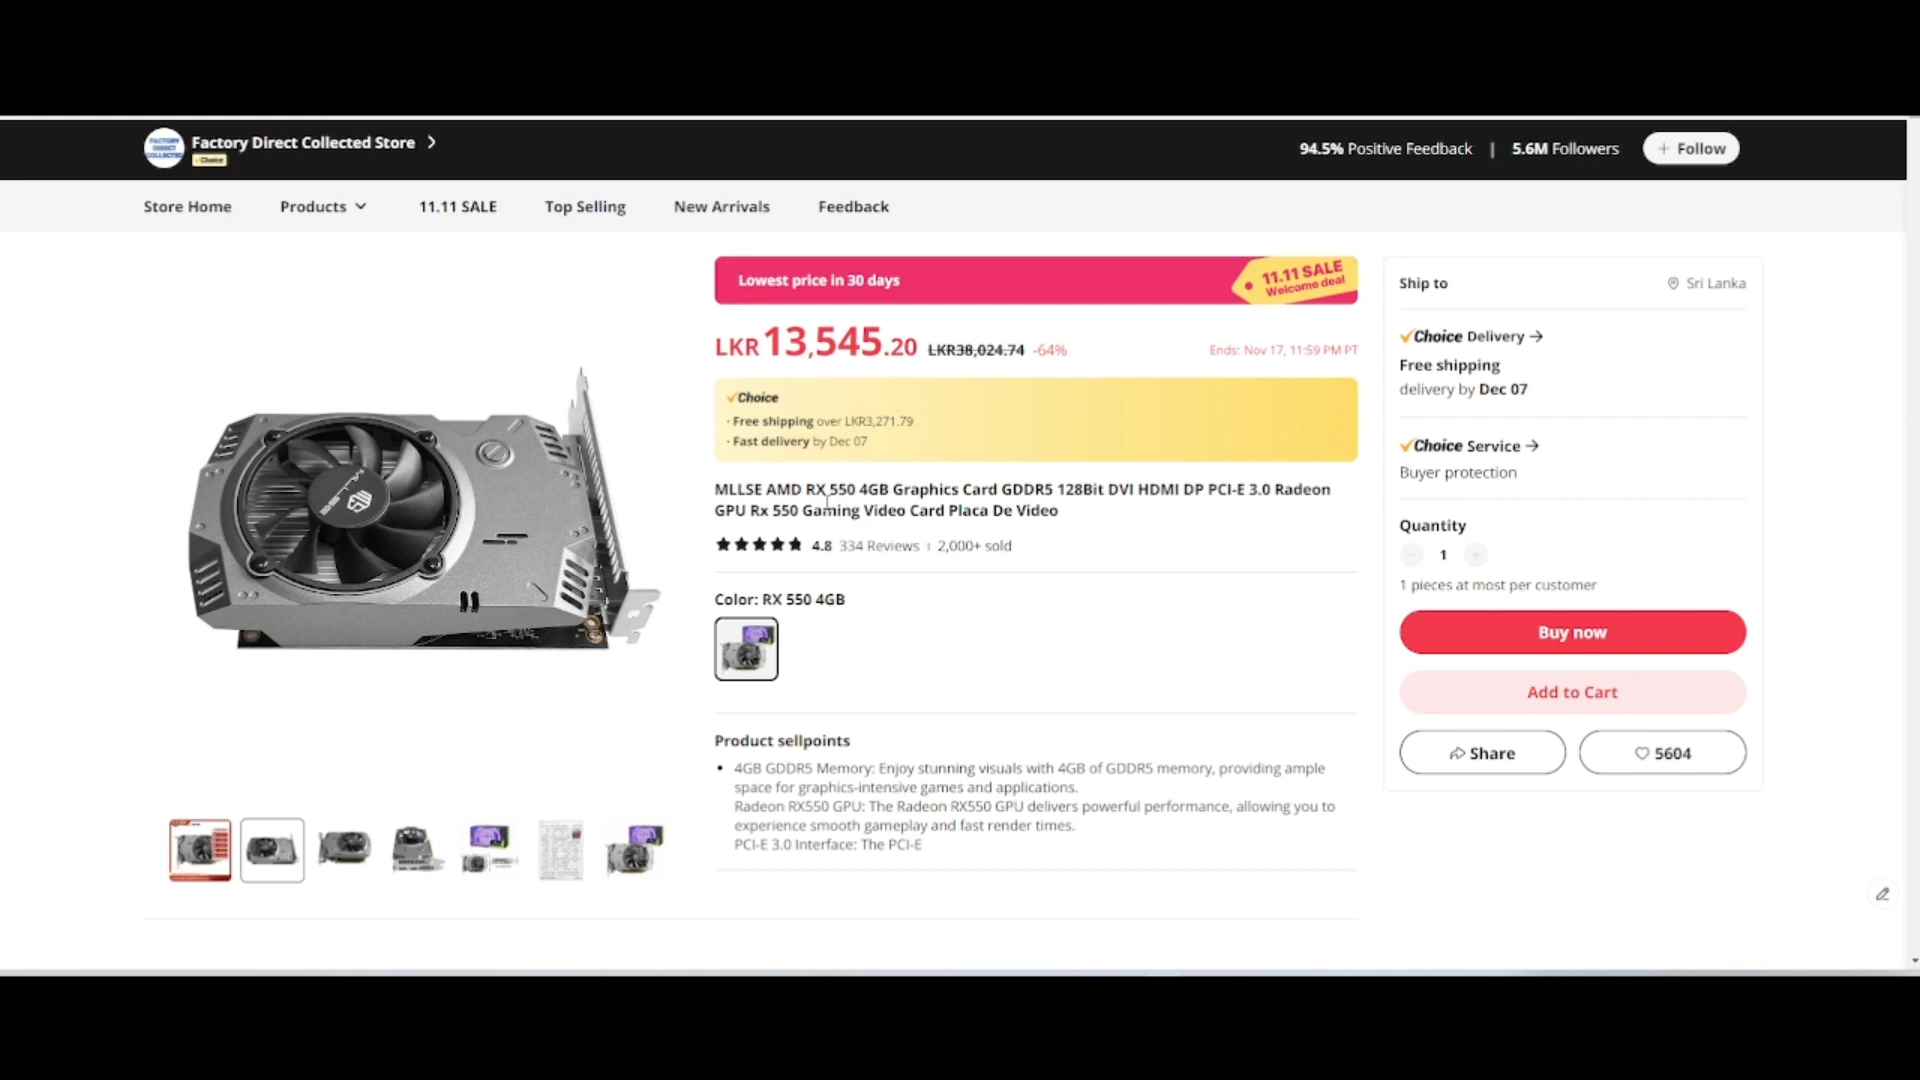 FACTORY
DIRECT
COLLECTED
Factory Direct Collected Store
Choice
94.5% Positive Feedback | 5.6M Followers
+ Follow
Store Home
Products
11.11 SALE
Top Selling
New Arrivals
Feedback
Lowest price in 30 days
11.11 SALE
Welcome deal
LKR 13,545.20 LKR38,024.74 -64%
Ends: Nov 17, 11:59 PM PT
Choice
· Free shipping over LKR3,271.79
· Fast delivery by Dec 07
MLLSE AMD RX 550 4GB Graphics Card GDDR5 128Bit DVI HDMI DP PCI-E 3.0 Radeon
GPU Rx 550 Gaming Video Card Placa De Video
4.8 334 Reviews | 2,000+ sold
Color: RX 550 4GB
Product sellpoints
• 4GB GDDR5 Memory: Enjoy stunning visuals with 4GB of GDDR5 memory, providing ample
space for graphics-intensive games and applications.
Radeon RX550 GPU: The Radeon RX550 GPU delivers powerful performance, allowing you to
experience smooth gameplay and fast render times.
PCI-E 3.0 Interface: The PCI-E
Ship to
Sri Lanka
Choice Delivery →
Free shipping
delivery by Dec 07
Choice Service →
Buyer protection
Quantity
− 1 +
1 pieces at most per customer
Buy now
Add to Cart
Share
5604
MLLSE